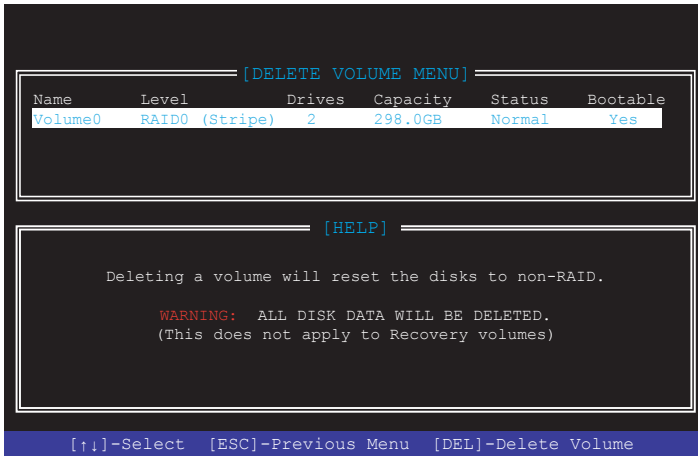 [DELETE VOLUME MENU]
Name Level Drives Capacity Status Bootable
Volume0 RAID0 (Stripe) 2 298.0GB Normal Yes
[HELP]
Deleting a volume will reset the disks to non-RAID.
WARNING: ALL DISK DATA WILL BE DELETED.
(This does not apply to Recovery volumes)
[↑↓]-Select [ESC]-Previous Menu [DEL]-Delete Volume